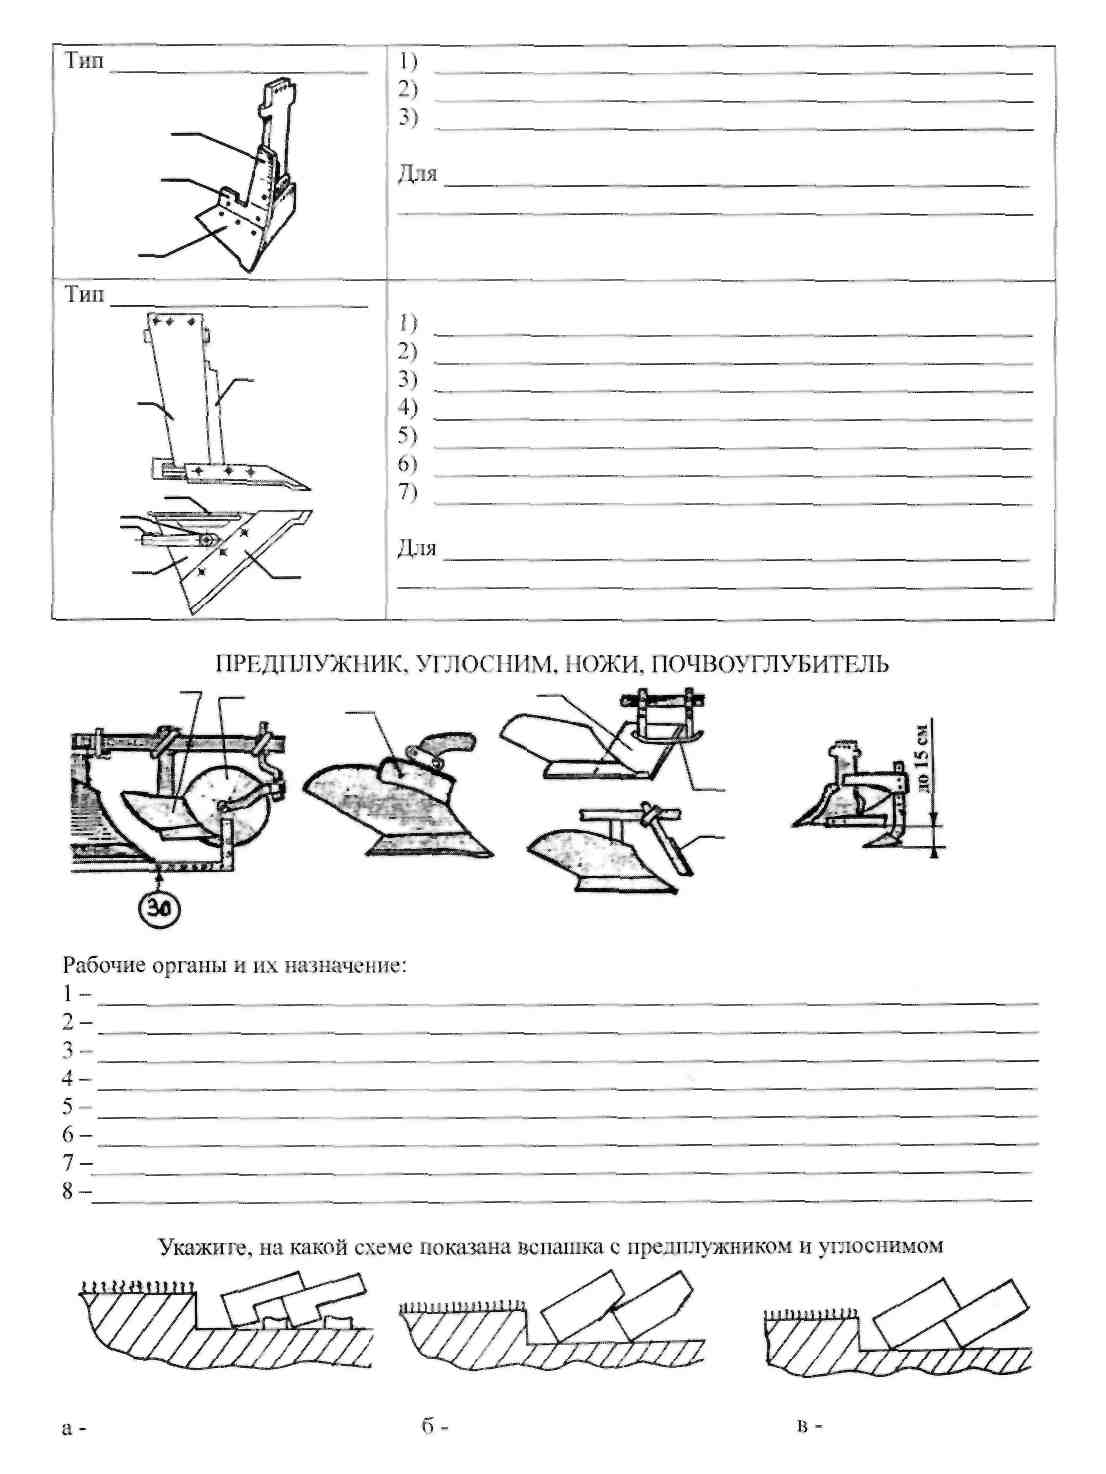 Тип
1)
2)
3)
Для
Тип
1)
2)
3)
4)
5)
6)
7)
Для
ПРЕДПЛУЖНИК, УГЛОСНИМ, НОЖИ, ПОЧВОУГЛУБИТЕЛЬ
до 15 см
30
Рабочие органы и их назначение:
1 –
2 –
3 –
4 –
5 –
6 –
7 –
8 –
Укажите, на какой схеме показана вспашка с предплужником и углоснимом
а -
б -
в -